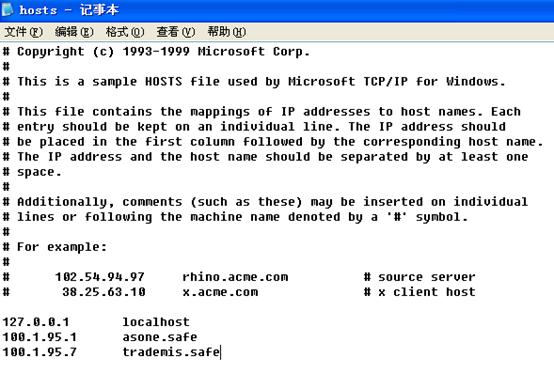 hosts - 记事本
文件(F) 编辑(E) 格式(O) 查看(V) 帮助(H)
# Copyright (c) 1993-1999 Microsoft Corp.
#
# This is a sample HOSTS file used by Microsoft TCP/IP for Windows.
#
# This file contains the mappings of IP addresses to host names. Each
# entry should be kept on an individual line. The IP address should
# be placed in the first column followed by the corresponding host name.
# The IP address and the host name should be separated by at least one
# space.
#
# Additionally, comments (such as these) may be inserted on individual
# lines or following the machine name denoted by a '#' symbol.
#
# For example:
#
#      102.54.94.97     rhino.acme.com          # source server
#       38.25.63.10     x.acme.com              # x client host

127.0.0.1       localhost
100.1.95.1      asone.safe
100.1.95.7      trademis.safe